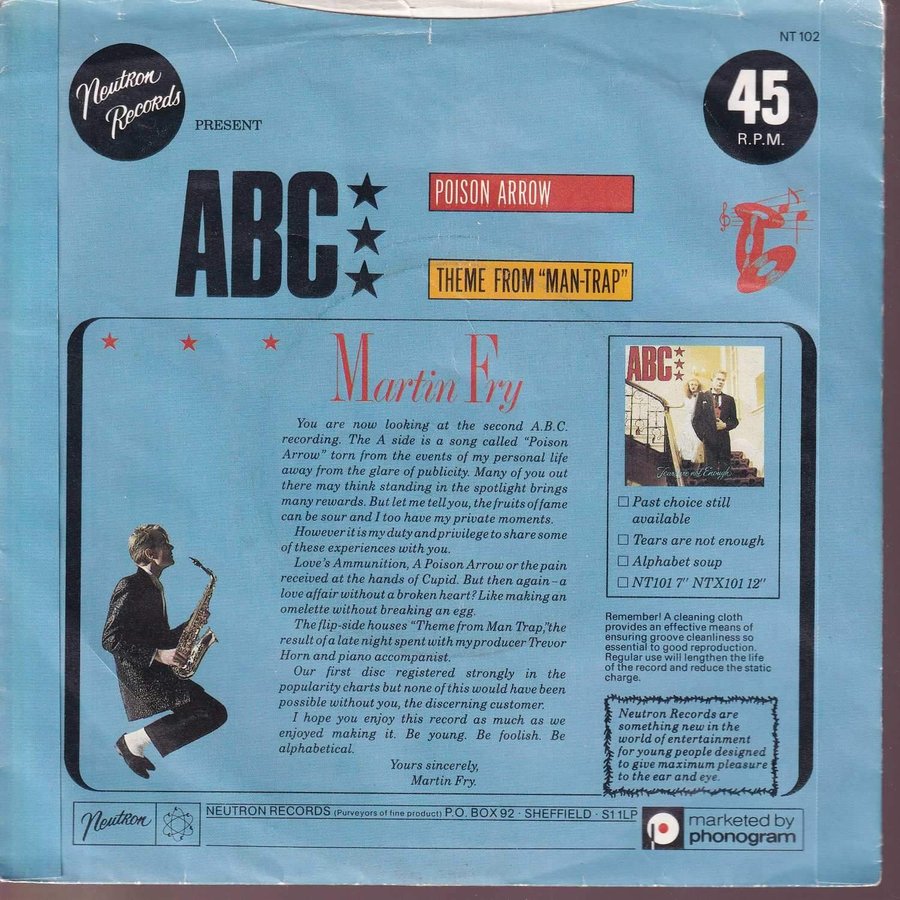 NT 102
Neutron
Records
PRESENT
45
R.P.M.
ABC
POISON ARROW
THEME FROM "MAN-TRAP"
Martin Fry
You are now looking at the second A.B.C.
recording. The A side is a song called "Poison
Arrow" torn from the events of my personal life
away from the glare of publicity. Many of you out
there may think standing in the spotlight brings
many rewards. But let me tell you, the fruits of fame
can be sour and I too have my private moments.
However it is my duty and privilege to share some
of these experiences with you.
Love's Ammunition, A Poison Arrow or the pain
received at the hands of Cupid. But then again – a
love affair without a broken heart? Like making an
omelette without breaking an egg.
The flip-side houses "Theme from Man Trap," the
result of a late night spent with my producer Trevor
Horn and piano accompanist.
Our first disc registered strongly in the
popularity charts but none of this would have been
possible without you, the discerning customer.
I hope you enjoy this record as much as we
enjoyed making it. Be young. Be foolish. Be
alphabetical.
Yours sincerely,
Martin Fry.
ABC
Tears are not Enough
Past choice still
available
Tears are not enough
Alphabet soup
NT101 7" NTX101 12"
Remember! A cleaning cloth
provides an effective means of
ensuring groove cleanliness so
essential to good reproduction.
Regular use will lengthen the life
of the record and reduce the static
charge.
Neutron Records are
something new in the
world of entertainment
for young people designed
to give maximum pleasure
to the ear and eye.
Neutron
NEUTRON RECORDS (Purveyors of fine product) P.O. BOX 92 · SHEFFIELD · S1 1LP
marketed by
phonogram